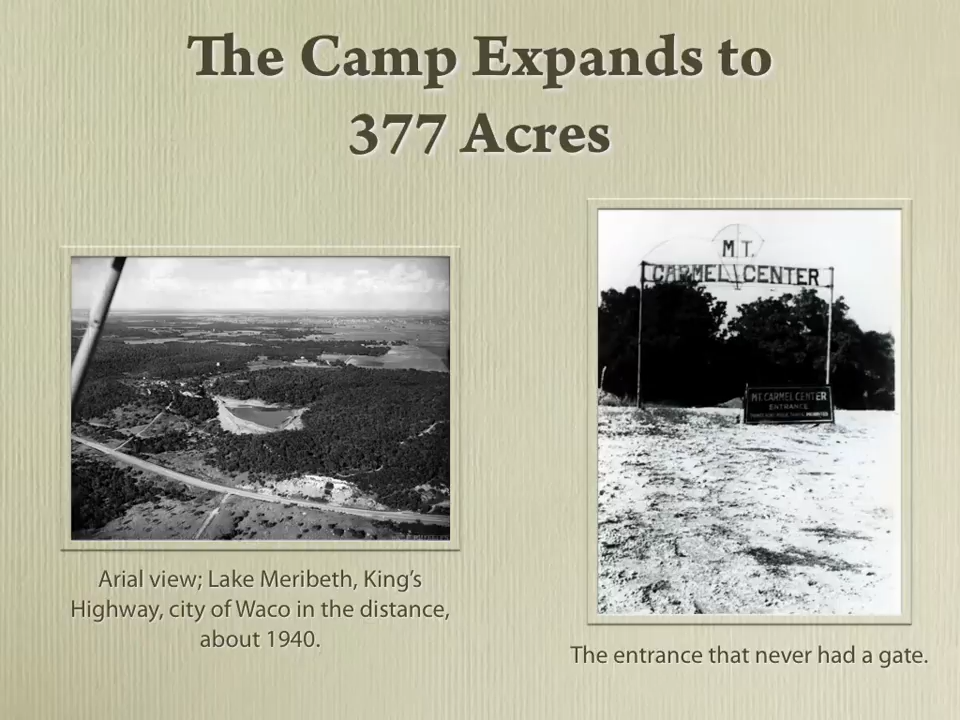 The Camp Expands to
377 Acres
MT.
CARMEL CENTER
MT. CARMEL CENTER
ENTRANCE
Arial view; Lake Meribeth, King’s
Highway, city of Waco in the distance,
about 1940.
The entrance that never had a gate.